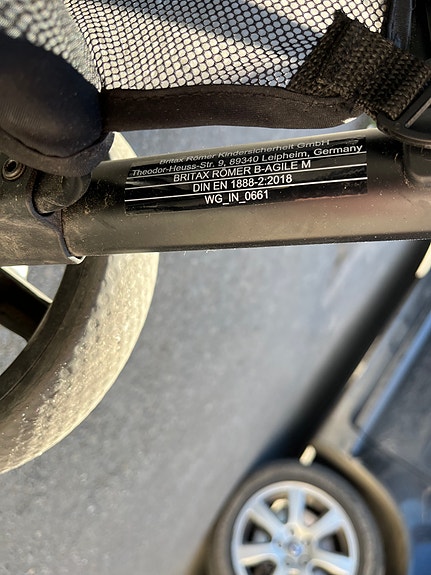 Britax Römer Kindersicherheit GmbH
Theodor-Heuss-Str. 9, 89340 Leipheim, Germany
BRITAX RÖMER B-AGILE M
DIN EN 1888-2:2018
WG_IN_0661